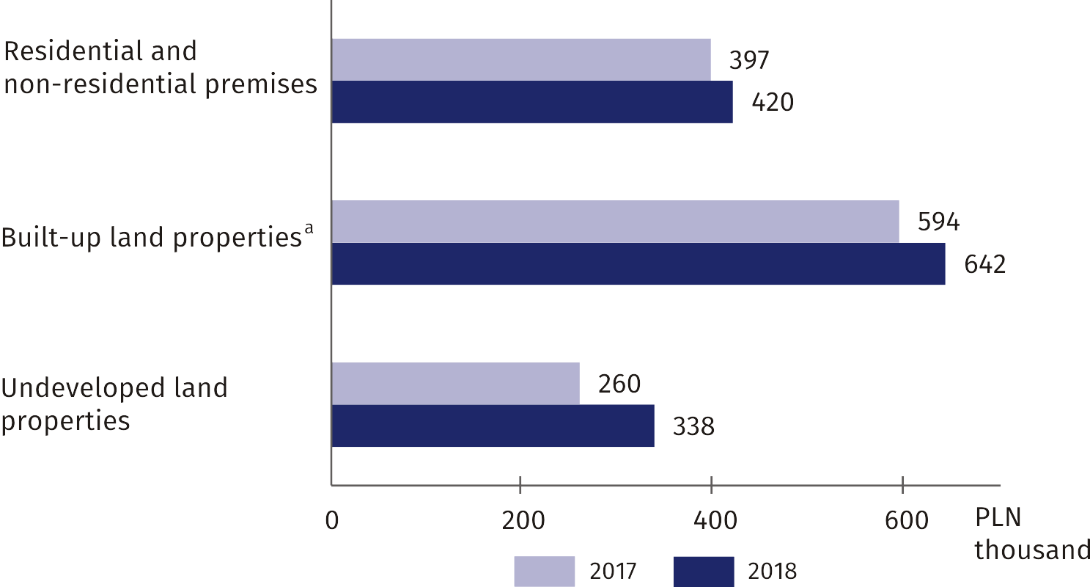 Residential and
non-residential premises
397
420
Built-up land propertiesᵃ
594
642
Undeveloped land
properties
260
338
0 200 400 600 PLN
thousand
2017 2018